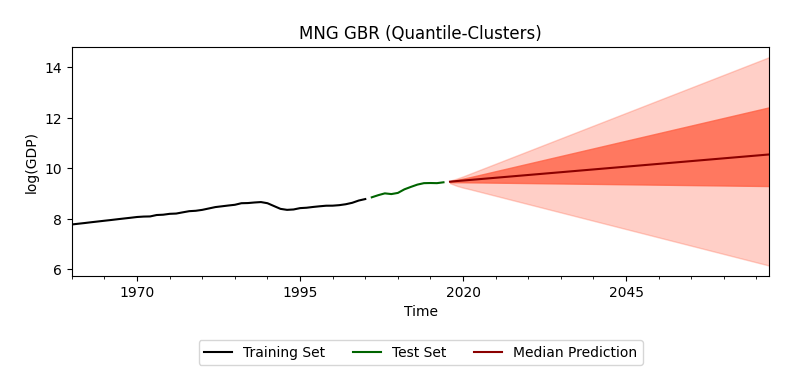 MNG GBR (Quantile-Clusters)
14
12
10
8
6
log(GDP)
1970
1995
2020
2045
Time
Training Set
Test Set
Median Prediction